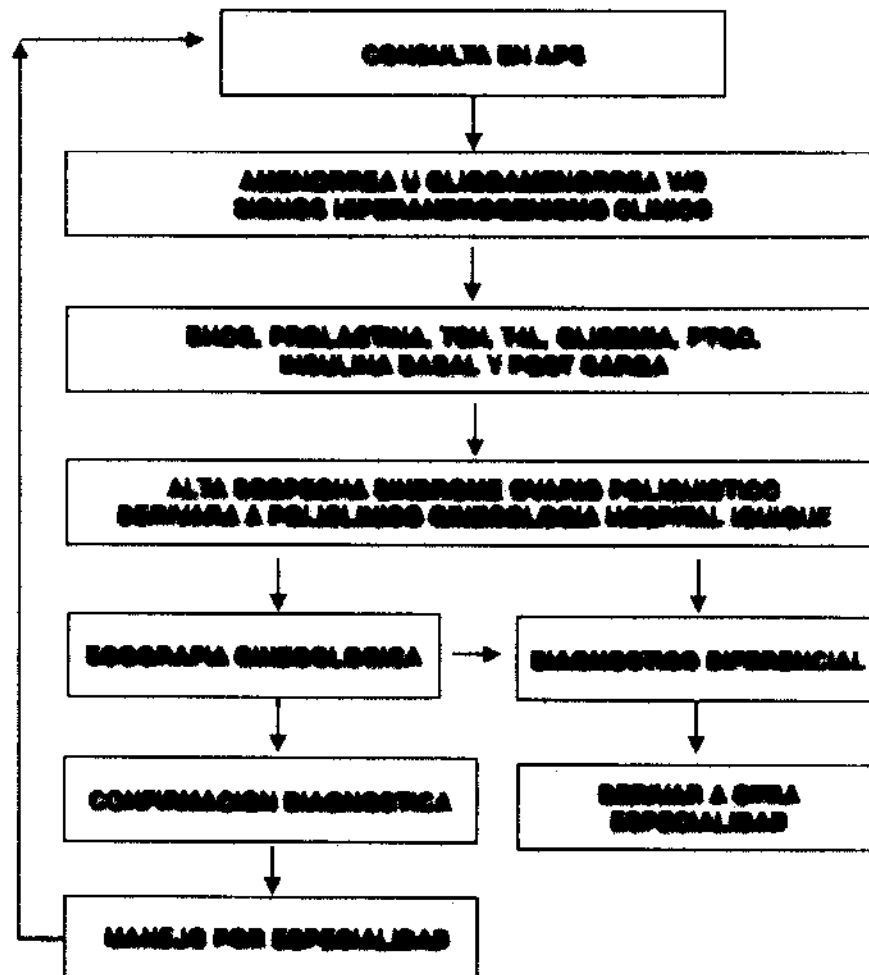 CONSULTA EN APS
AMENORREA U OLIGOAMENORREA Y/O
SIGNOS HIPERANDROGENISMO CLINICO
PROLACTINA, TSH, T4L, GLICEMIA, PTGO,
INSULINA BASAL Y POST CARGA
ALTA SOSPECHA SINDROME OVARIO POLIQUISTICO
DERIVARA A POLICLINICO GINECOLOGIA HOSPITAL IQUIQUE
ECOGRAFIA GINECOLOGICA
DIAGNOSTICO DIFERENCIAL
CONFIRMACION DIAGNOSTICA
DERIVAR A OTRA
ESPECIALIDAD
MANEJO POR ESPECIALIDAD